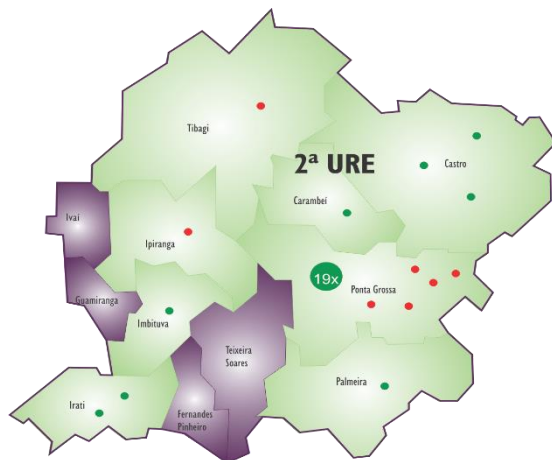 Tibagi
2ª URE
Castro
Carambeí
Ivaí
Ipiranga
19x
Ponta Grossa
Guamiranga
Imbituva
Teixeira
Soares
Palmeira
Irati
Fernandes
Pinheiro